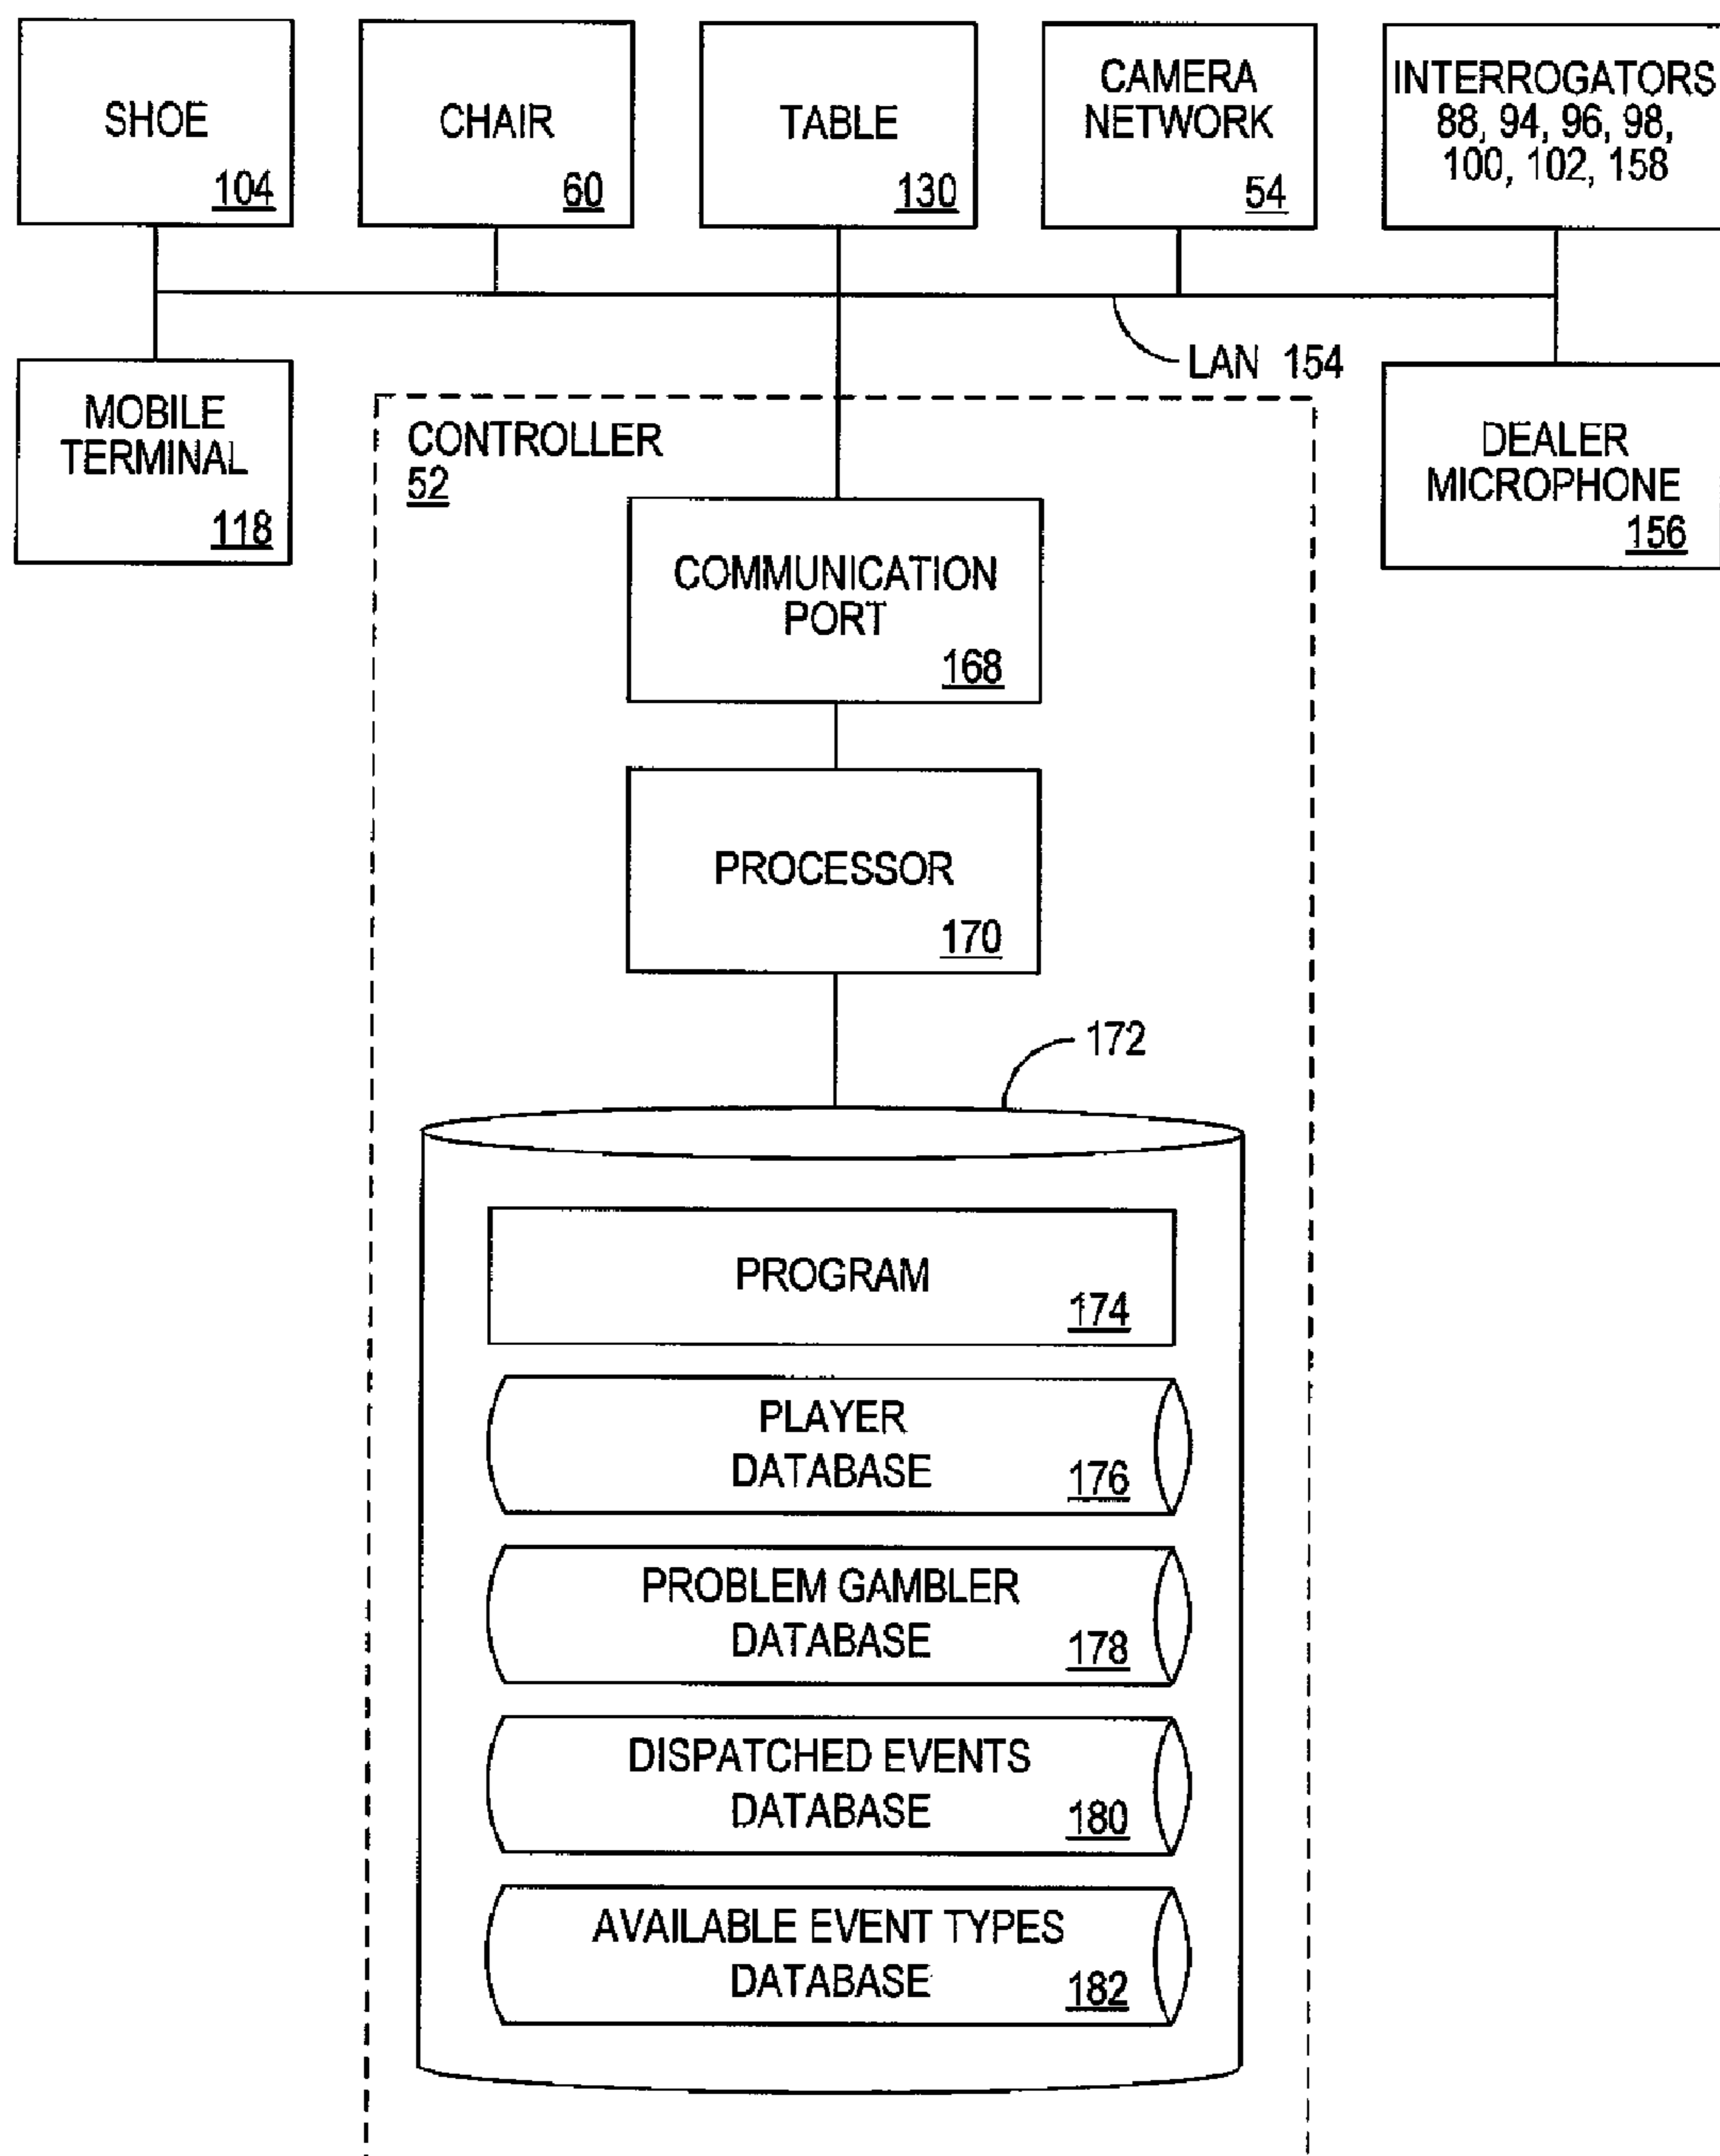 SHOE
104
CHAIR
60
TABLE
130
CAMERA
NETWORK
54
INTERROGATORS
88, 94, 96, 98,
100, 102, 158
LAN 154
MOBILE
TERMINAL
118
DEALER
MICROPHONE
156
CONTROLLER
52
COMMUNICATION
PORT
168
PROCESSOR
170
172
PROGRAM
174
PLAYER
DATABASE
176
PROBLEM GAMBLER
DATABASE
178
DISPATCHED EVENTS
DATABASE
180
AVAILABLE EVENT TYPES
DATABASE
182